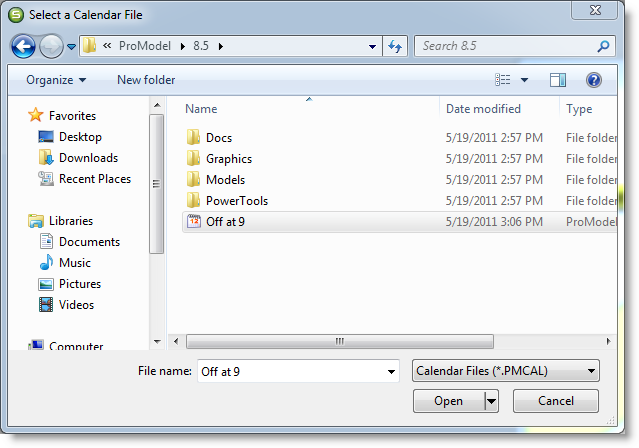 Select a Calendar File
« ProModel 8.5 Search 8.5
Organize New folder
Name Date modified Type
Favorites
Desktop
Downloads
Recent Places
Libraries
Documents
Music
Pictures
Videos
Computer
Docs 5/19/2011 2:57 PM File folder
Graphics 5/19/2011 2:57 PM File folder
Models 5/19/2011 2:57 PM File folder
PowerTools 5/19/2011 2:57 PM File folder
12 Off at 9 5/19/2011 3:06 PM ProModel
File name: Off at 9 Calendar Files (*.PMCAL)
Open Cancel